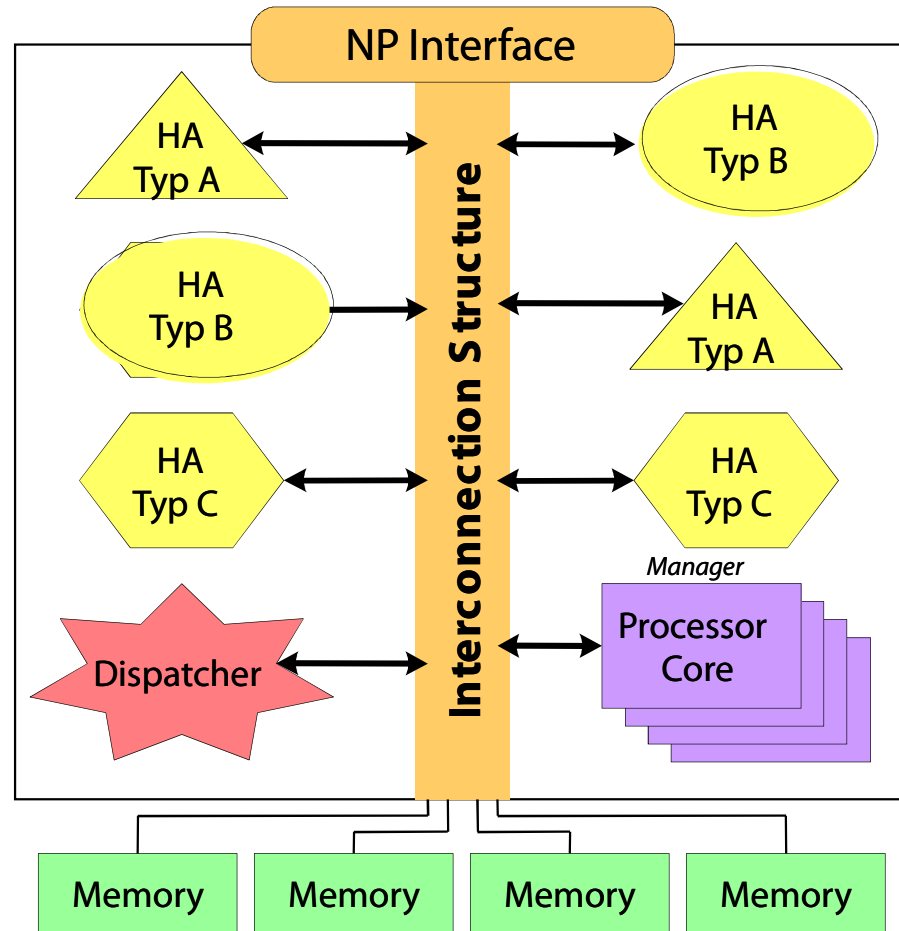 NP Interface
HA
Typ A
HA
Typ B
HA
Typ B
HA
Typ A
HA
Typ C
HA
Typ C
Interconnection Structure
Manager
Dispatcher
Processor
Core
Memory
Memory
Memory
Memory